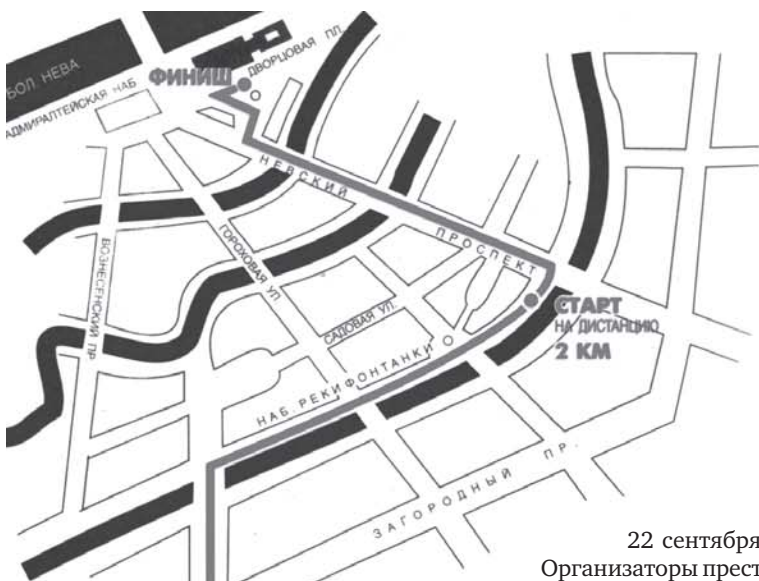 БОЛ НЕВА
АДМИРАЛТЕЙСКАЯ НАБ
ФИНИШ
ДВОРЦОВАЯ ПЛ.
НЕВСКИЙ
ПРОСПЕКТ
ВОЗНЕСЕНСКИЙ ПР
ГОРОХОВАЯ УЛ
САДОВАЯ УЛ.
СТАРТ
НА ДИСТАНЦИЮ
2 КМ
НАБ. РЕКИ ФОНТАНКИ
ЗАГОРОДНЫЙ ПР.
22 сентября
Организаторы прест